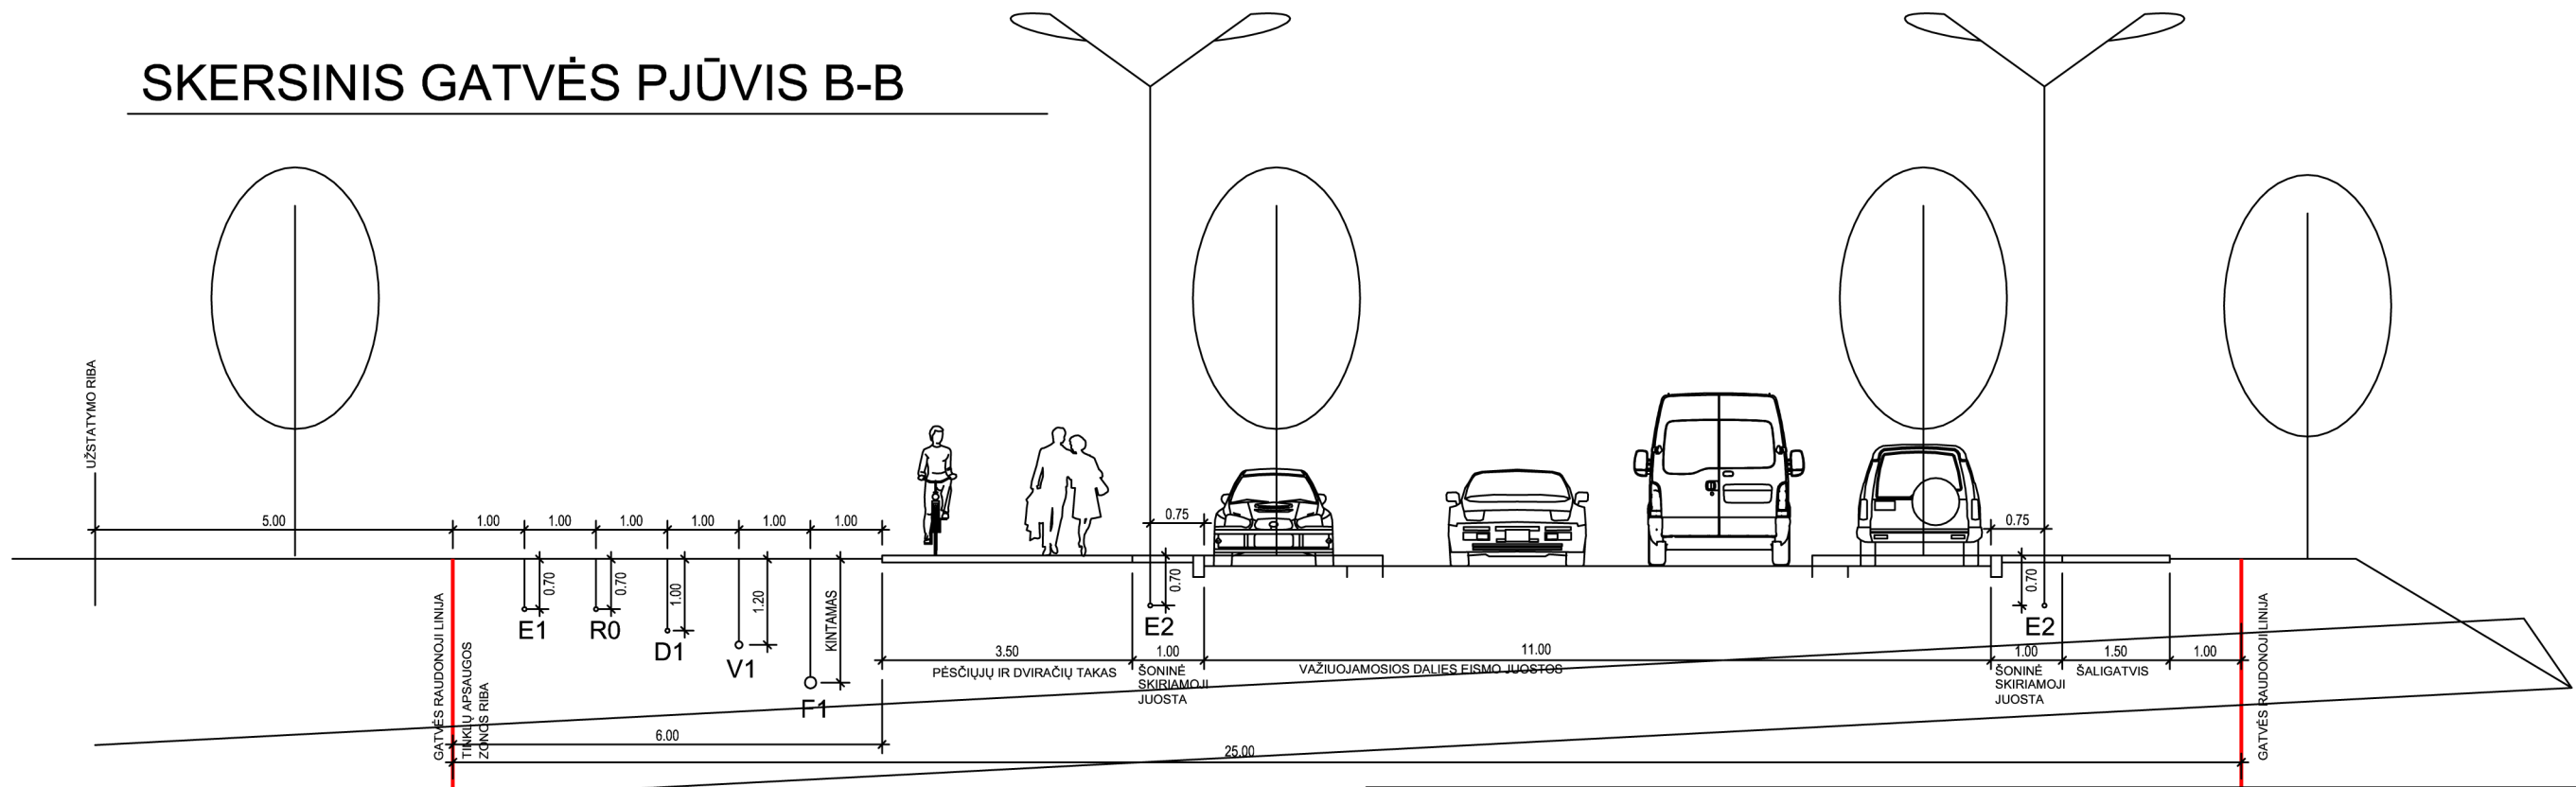 SKERSINIS GATVĖS PJŪVIS B-B
UŽSTATYMO RIBA
5.00
1.00
1.00
1.00
1.00
1.00
1.00
0.75
0.75
0.70
0.70
1.00
1.20
KINTAMAS
0.70
0.70
E1
R0
D1
V1
F1
E2
E2
GATVĖS RAUDONOJI LINIJA
TINKLŲ APSAUGOS
ZONOS RIBA
3.50
1.00
11.00
1.00
1.50
1.00
PĖSČIŲJŲ IR DVIRAČIŲ TAKAS
ŠONINĖ
SKIRIAMOJI
JUOSTA
VAŽIUOJAMOSIOS DALIES EISMO JUOSTOS
ŠONINĖ
SKIRIAMOJI
JUOSTA
ŠALIGATVIS
GATVĖS RAUDONOJI LINIJA
6.00
25.00